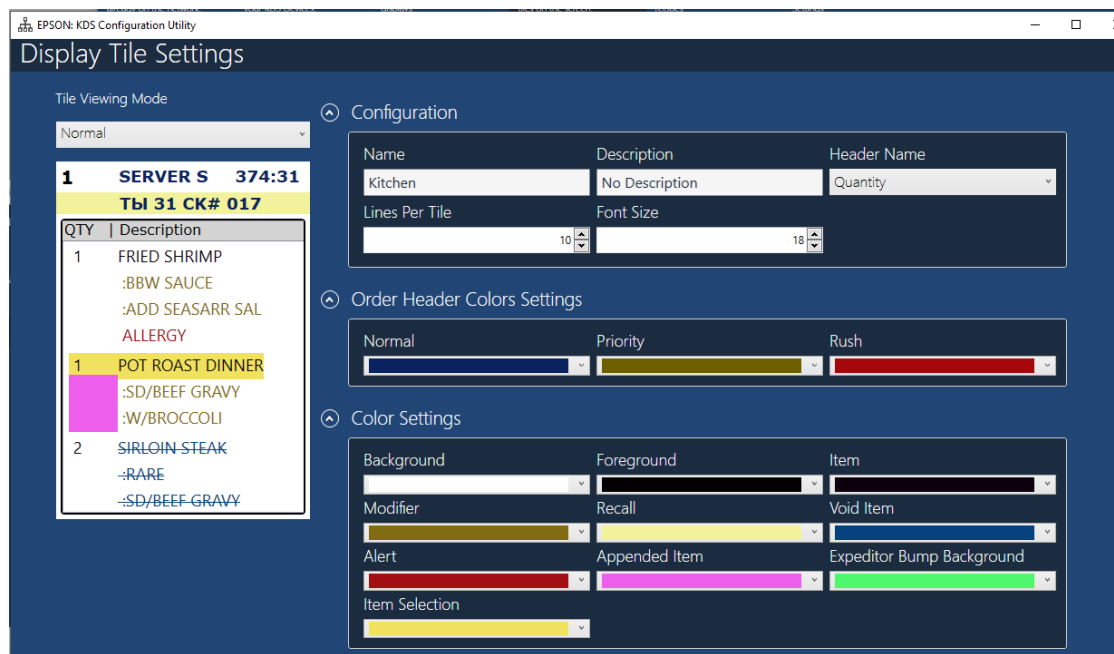 EPSON: KDS Configuration Utility
Display Tile Settings
Tile Viewing Mode
Normal
1 SERVER S 374:31
Tbl 31 CK# 017
QTY | Description
1 FRIED SHRIMP
:BBW SAUCE
:ADD SEASARR SAL
ALLERGY
1 POT ROAST DINNER
:SD/BEEF GRAVY
:W/BROCCOLI
2 SIRLOIN STEAK
:RARE
:SD/BEEF GRAVY
Configuration
Name Description Header Name
Kitchen No Description Quantity
Lines Per Tile Font Size
10 18
Order Header Colors Settings
Normal Priority Rush
Color Settings
Background Foreground Item
Modifier Recall Void Item
Alert Appended Item Expeditor Bump Background
Item Selection